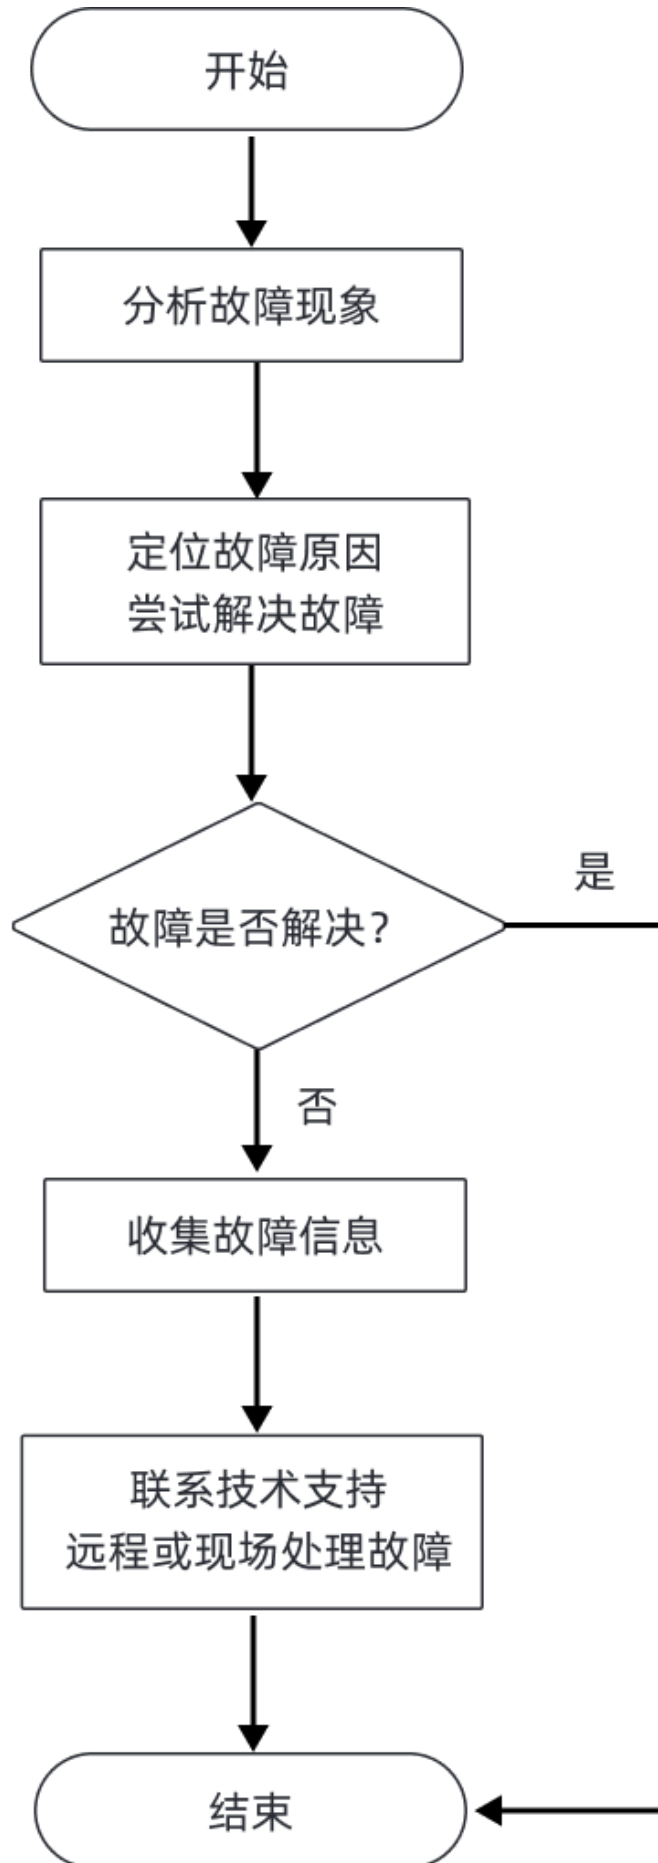 开始
分析故障现象
定位故障原因
尝试解决故障
是
故障是否解决？
否
收集故障信息
联系技术支持
远程或现场处理故障
结束